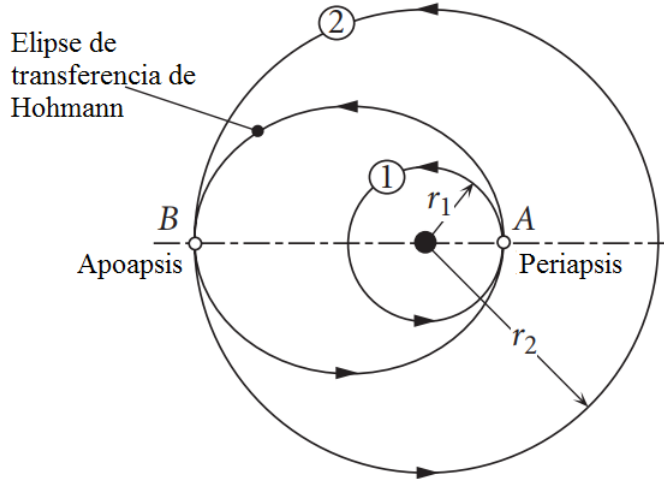 2
Elipse de
transferencia de
Hohmann
1
r1
B
A
Apoapsis
Periapsis
r2